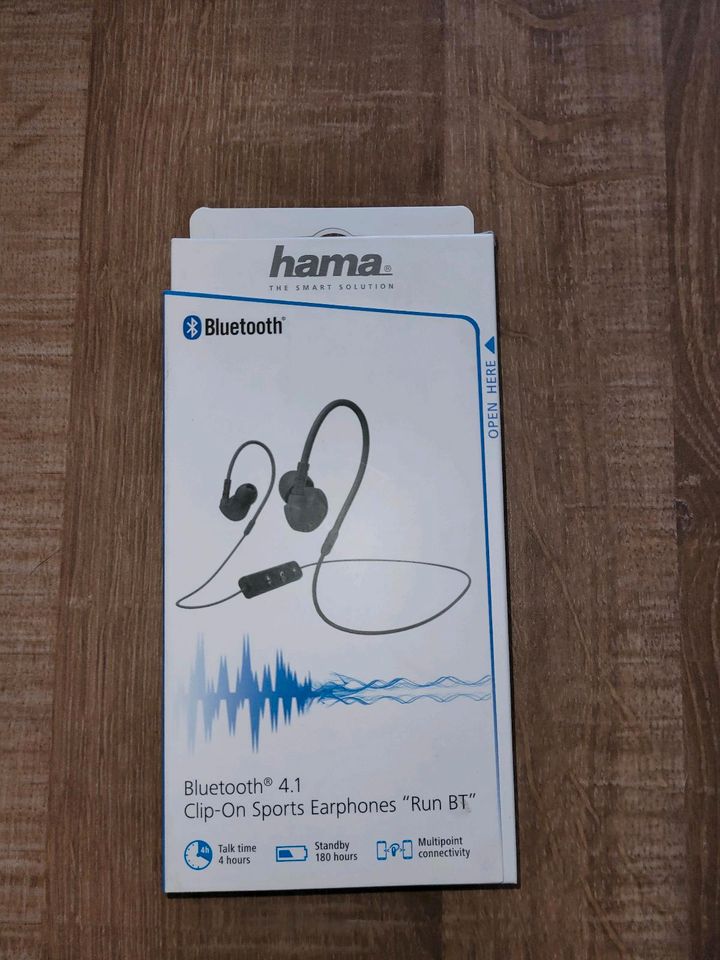 hama®
THE SMART SOLUTION
Bluetooth®
OPEN HERE
Bluetooth® 4.1
Clip-On Sports Earphones “Run BT”
4h
Talk time
4 hours
Standby
180 hours
Multipoint
connectivity